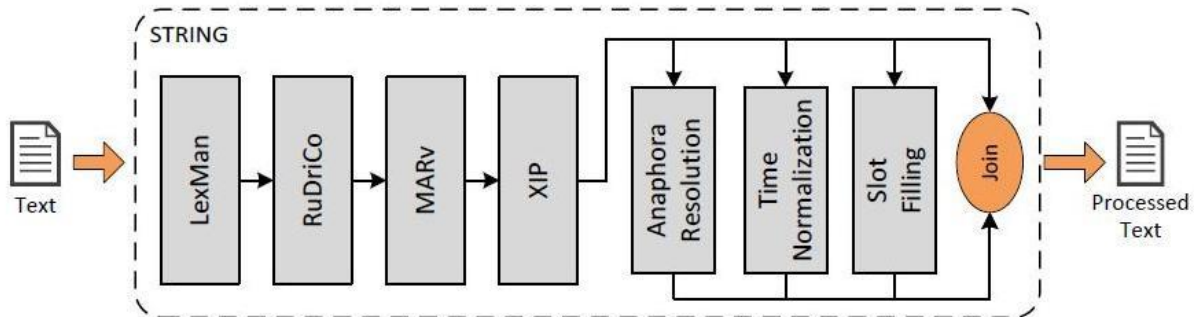 STRING
Text
LexMan
RuDriCo
MARv
XIP
Anaphora
Resolution
Time
Normalization
Slot
Filling
Join
Processed
Text